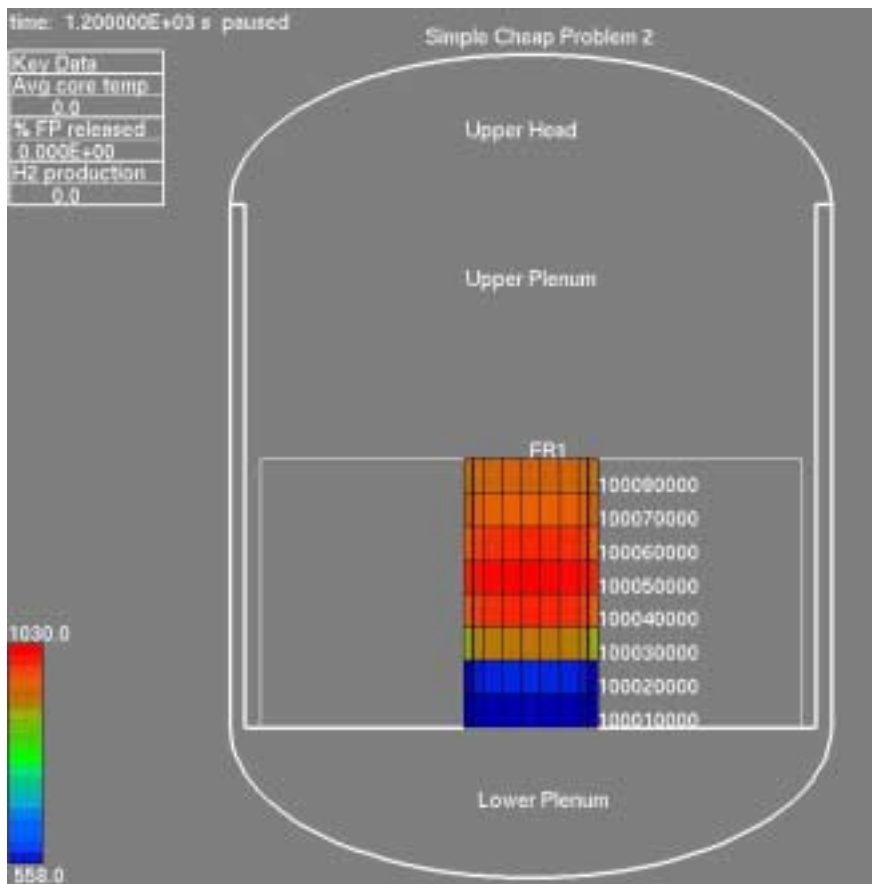 time: 1.200000E+03 s paused
Simple Cheap Problem 2
Key Data
Avg core temp
0.0
% FP released
0.000E+00
H2 production
0.0
Upper Head
Upper Plenum
FR1
100080000
100070000
100060000
100050000
100040000
100030000
100020000
100010000
1030.0
558.0
Lower Plenum